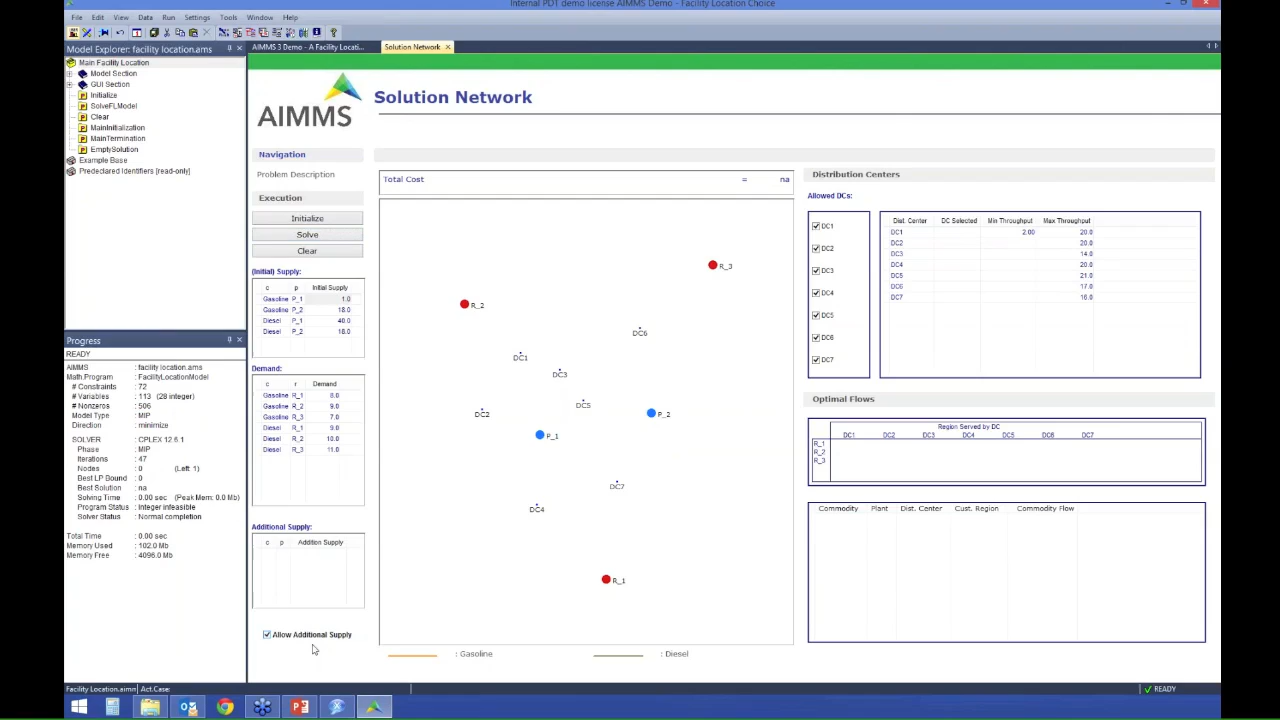 Internal PDT demo license AIMMS Demo - Facility Location Choice
File Edit View Data Run Settings Tools Window Help
Model Explorer: facility location.ams
AIMMS 3 Demo - A Facility Locati...
Solution Network
Main Facility Location
Model Section
GUI Section
Initialize
SolveFLModel
Clear
MainInitialization
MainTermination
EmptySolution
Example Base
Predeclared Identifiers [read-only]
Progress
READY
AIMMS : facility location.ams
Math.Program : FacilityLocationModel
# Constraints : 72
# Variables : 113 (28 integer)
# Nonzeros : 506
Model Type : MIP
Direction : minimize
SOLVER : CPLEX 12.6.1
Phase : MIP
Iterations : 47
Nodes : 0 (Left: 1)
Best LP Bound : 0
Best Solution : na
Solving Time : 0.00 sec (Peak Mem: 0.0 Mb)
Program Status : Integer infeasible
Solver Status : Normal completion
Total Time : 0.00 sec
Memory Used : 102.0 Mb
Memory Free : 4096.0 Mb
AIMMS
Solution Network
Navigation
Problem Description
Execution
Initialize
Solve
Clear
(Initial) Supply:
c p Initial Supply
Gasoline P_1 1.0
Gasoline P_2 18.0
Diesel P_1 40.0
Diesel P_2 18.0
Demand:
c r Demand
Gasoline R_1 8.0
Gasoline R_2 9.0
Gasoline R_3 7.0
Diesel R_1 9.0
Diesel R_2 10.0
Diesel R_3 11.0
Additional Supply:
c p Addition Supply
Allow Additional Supply
Total Cost = na
R_3
R_2
DC6
DC1
DC3
DC5
DC2
P_2
P_1
DC7
DC4
R_1
: Gasoline
: Diesel
Distribution Centers
Allowed DCs:
DC1
DC2
DC3
DC4
DC5
DC6
DC7
Dist. Center DC Selected Min Throughput Max Throughput
DC1 2.00 20.0
DC2 20.0
DC3 14.0
DC4 20.0
DC5 21.0
DC6 17.0
DC7 16.0
Optimal Flows
Region Served by DC
DC1 DC2 DC3 DC4 DC5 DC6 DC7
R_1
R_2
R_3
Commodity Plant Dist. Center Cust. Region Commodity Flow
Facility Location.aimm Act.Case:
READY